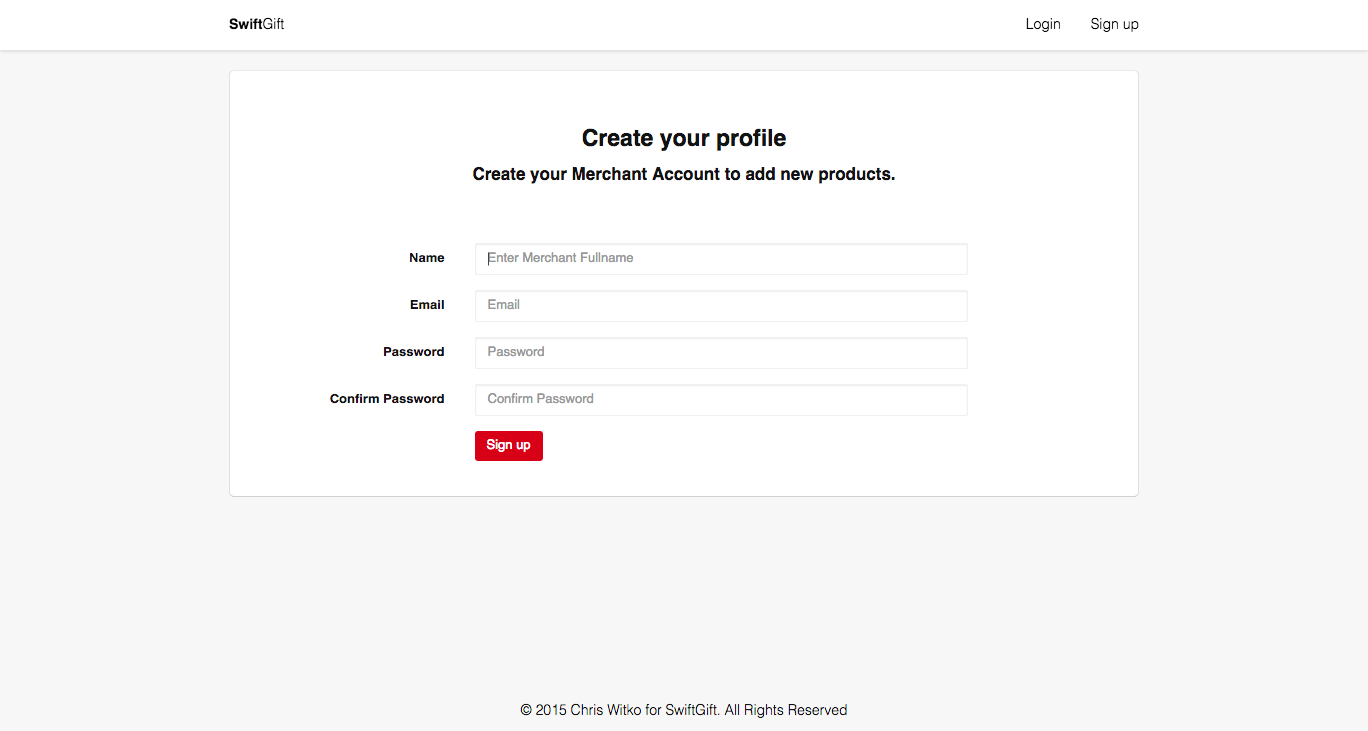 SwiftGift
Login
Sign up
Create your profile
Create your Merchant Account to add new products.
Name
Enter Merchant Fullname
Email
Email
Password
Password
Confirm Password
Confirm Password
Sign up
© 2015 Chris Witko for SwiftGift. All Rights Reserved